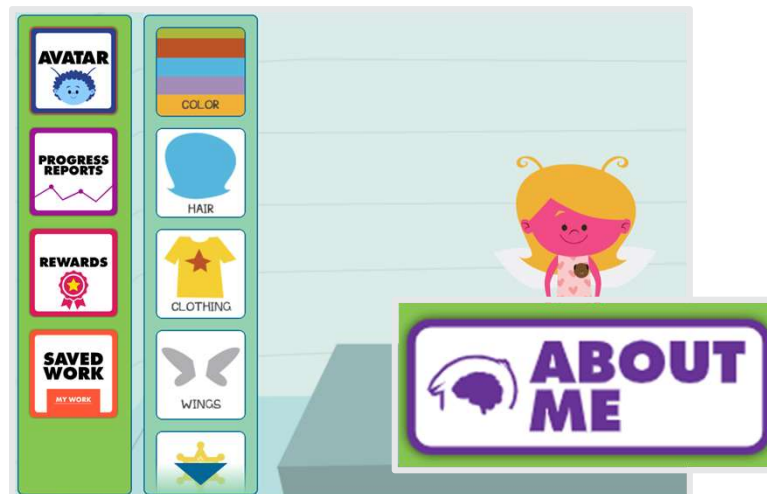 AVATAR
PROGRESS
REPORTS
REWARDS
SAVED
WORK
MY WORK
COLOR
HAIR
CLOTHING
WINGS
ABOUT
ME